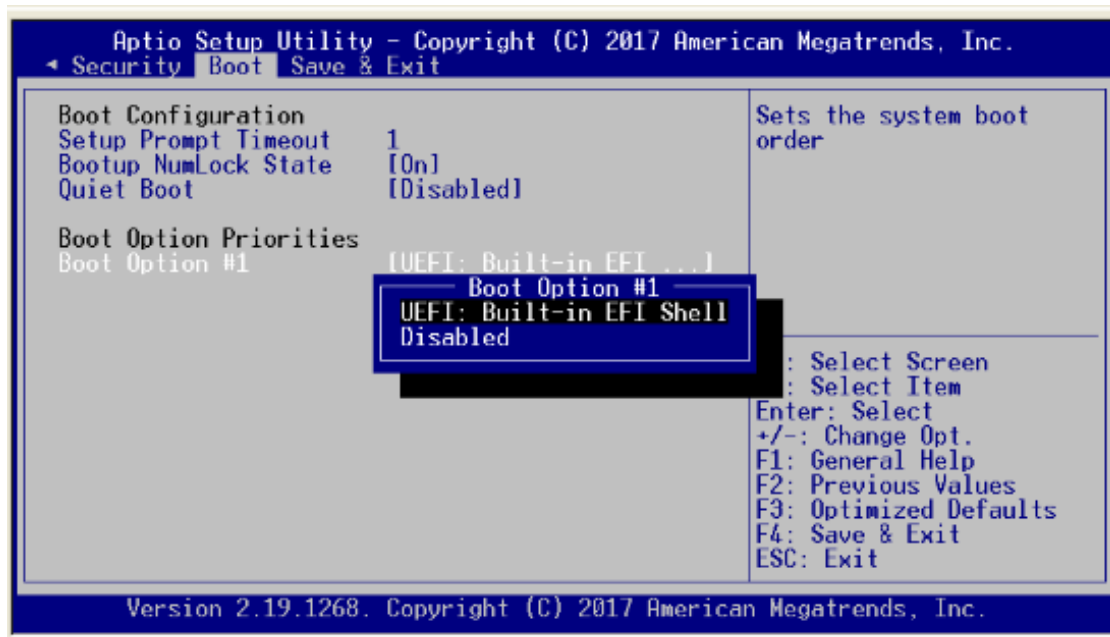 Aptio Setup Utility - Copyright (C) 2017 American Megatrends, Inc.
◄ Security Boot Save & Exit
Boot Configuration
Setup Prompt Timeout 1
Bootup NumLock State [On]
Quiet Boot [Disabled]
Boot Option Priorities
Boot Option #1 [UEFI: Built-in EFI ...]
Boot Option #1
UEFI: Built-in EFI Shell
Disabled
Sets the system boot
order
: Select Screen
: Select Item
Enter: Select
+/-: Change Opt.
F1: General Help
F2: Previous Values
F3: Optimized Defaults
F4: Save & Exit
ESC: Exit
Version 2.19.1268. Copyright (C) 2017 American Megatrends, Inc.